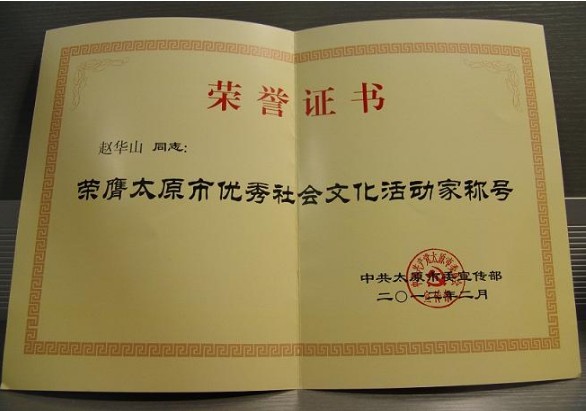 荣誉证书
赵华山 同志：
荣膺太原市优秀社会文化活动家称号
中共太原市委宣传部
二〇一二年二月